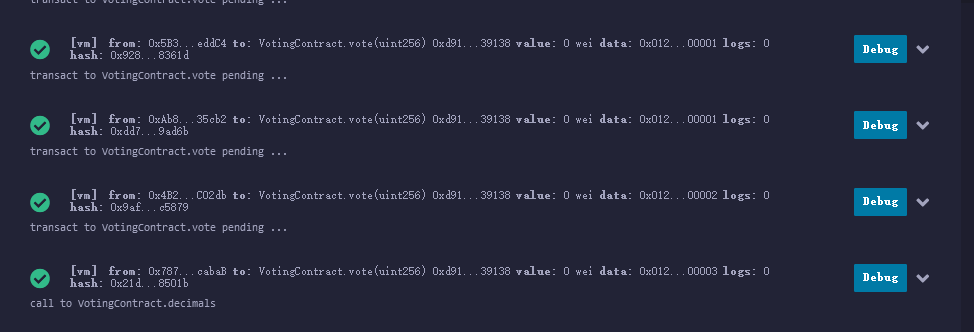 transact to VotingContract.vote pending ...
[vm] from: 0x5B3...eddC4 to: VotingContract.vote(uint256) 0xd91...39138 value: 0 wei data: 0x012...00001 logs: 0
hash: 0x928...8361d
Debug
transact to VotingContract.vote pending ...
[vm] from: 0xAb8...35cb2 to: VotingContract.vote(uint256) 0xd91...39138 value: 0 wei data: 0x012...00001 logs: 0
hash: 0xdd7...9ad6b
Debug
transact to VotingContract.vote pending ...
[vm] from: 0x4B2...C02db to: VotingContract.vote(uint256) 0xd91...39138 value: 0 wei data: 0x012...00002 logs: 0
hash: 0x9af...c5879
Debug
transact to VotingContract.vote pending ...
[vm] from: 0x787...cabaB to: VotingContract.vote(uint256) 0xd91...39138 value: 0 wei data: 0x012...00003 logs: 0
hash: 0x21d...8501b
Debug
call to VotingContract.decimals